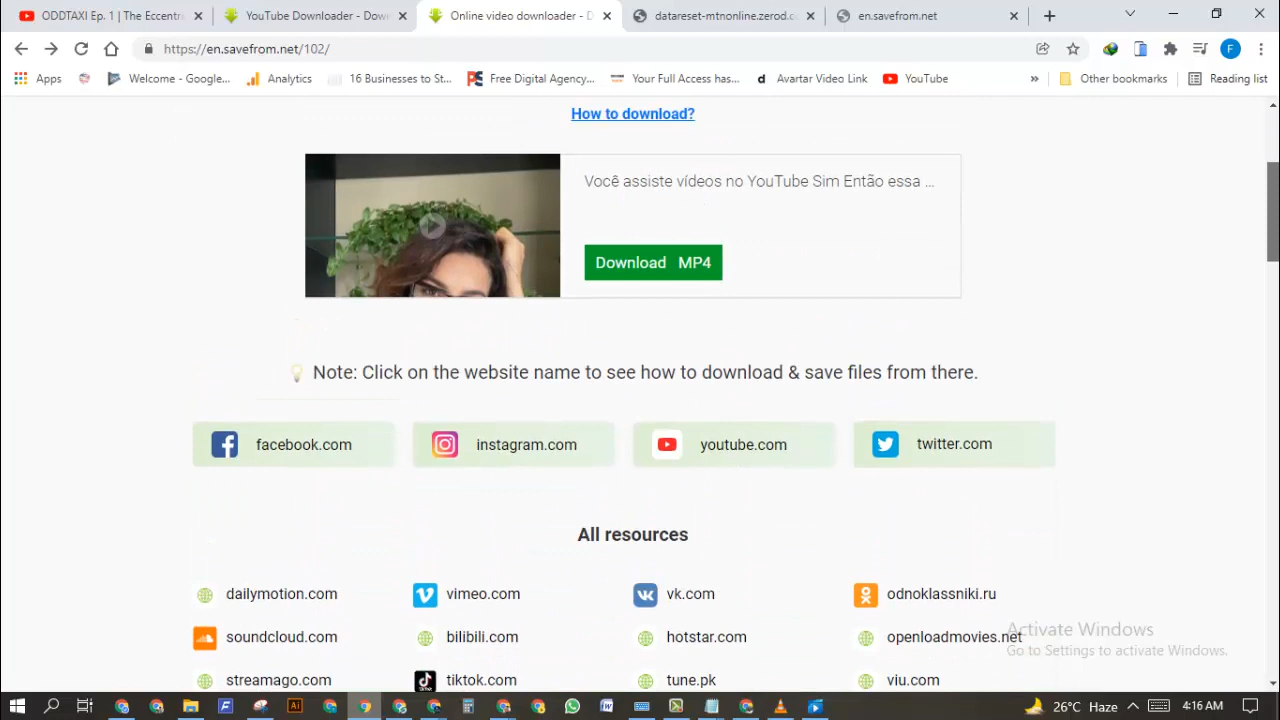 ODDTAXI Ep. 1 | The Eccentr
YouTube Downloader - Dow
Online video downloader - D
datareset-mtnonline.zerod.c
en.savefrom.net
https://en.savefrom.net/102/
F
Apps
Welcome - Google...
Analytics
16 Businesses to St...
Free Digital Agency...
Your Full Access Ins...
d
Avartar Video Link
YouTube
»
Other bookmarks
Reading list
How to download?
Você assiste vídeos no YouTube Sim Então essa ...
Download MP4
Note: Click on the website name to see how to download & save files from there.
facebook.com
instagram.com
youtube.com
twitter.com
All resources
dailymotion.com
vimeo.com
vk.com
odnoklassniki.ru
soundcloud.com
bilibili.com
hotstar.com
openloadmovies.net
streamago.com
tiktok.com
tune.pk
viu.com
Activate Windows
Go to Settings to activate Windows.
26°C Haze
4:16 AM